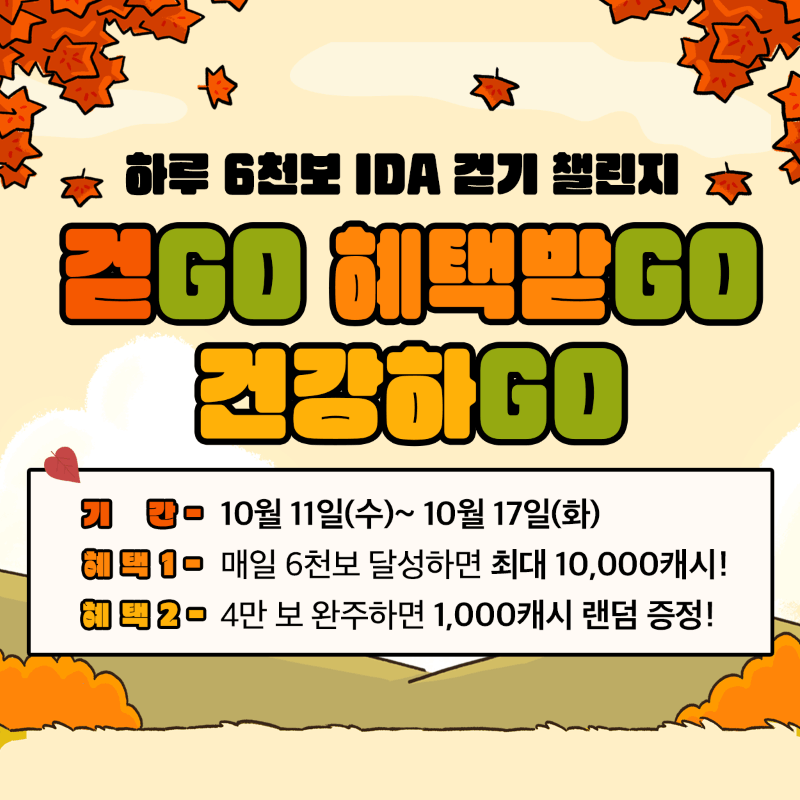 하루 6천보 IDA 걷기 챌린지
걷GO 혜택받GO
건강하GO
기 간 - 10월 11일(수)~ 10월 17일(화)
혜택1 - 매일 6천보 달성하면 최대 10,000캐시!
혜택2 - 4만 보 완주하면 1,000캐시 랜덤 증정!